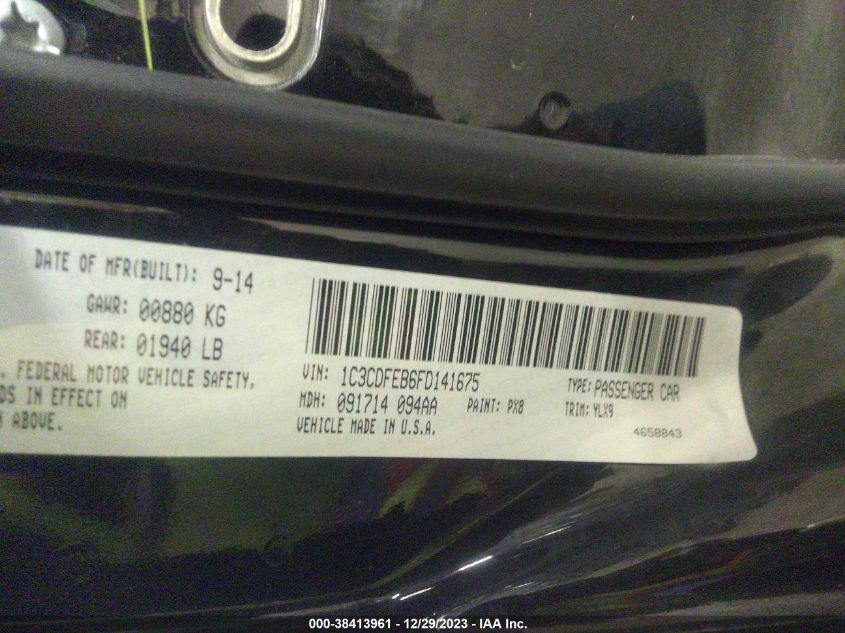 DATE OF MFR(BUILT): 9-14
GAWR: 00880 KG
REAR: 01940 LB
. FEDERAL MOTOR VEHICLE SAFETY,
DS IN EFFECT ON
ABOVE.
VIN: 1C3CDFEB6FD141675
TYPE: PASSENGER CAR
MDH: 091714 094AA
PAINT: PX8
TRIM: YLX9
VEHICLE MADE IN U.S.A.
4658843
000-38413961 - 12/29/2023 - IAA Inc.